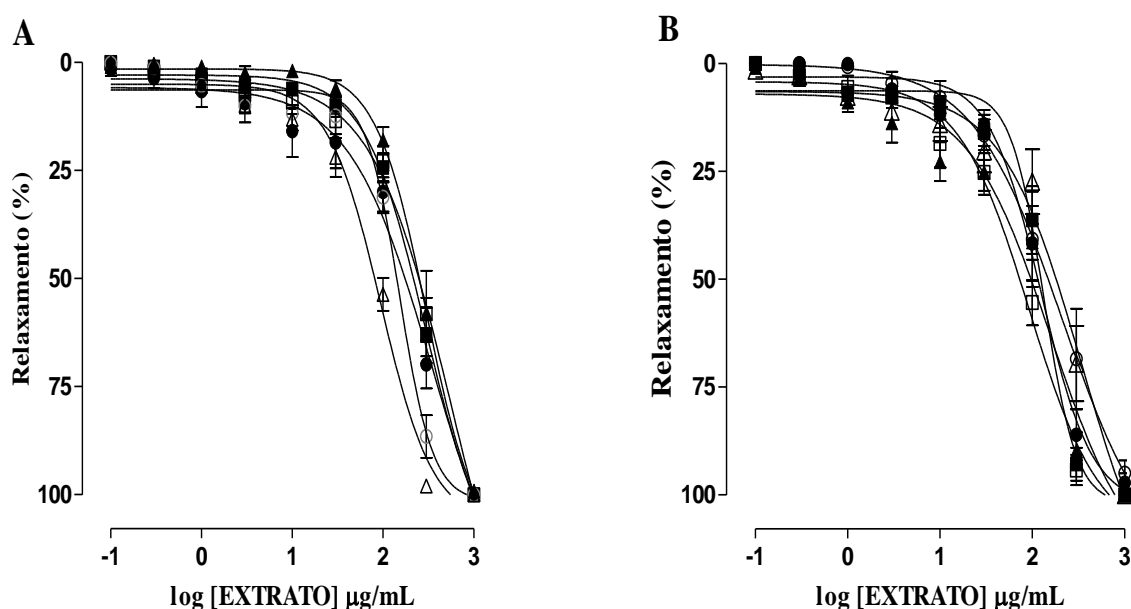 A
0
25
50
75
100
Relaxamento (%)
-1 0 1 2 3
log [EXTRATO] μg/mL
B
0
25
50
75
100
Relaxamento (%)
-1 0 1 2 3
log [EXTRATO] μg/mL